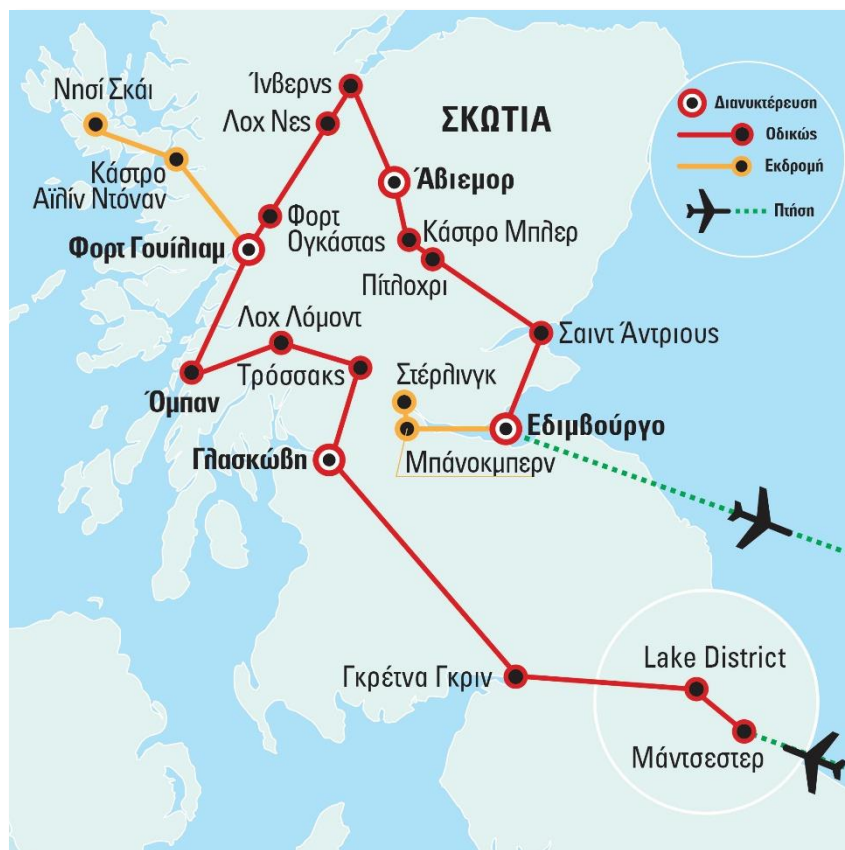 Νησί Σκάι
Κάστρο
Αϊλίν Ντόναν
Φορτ Γουίλιαμ
Ίνβερνς
Λοχ Νες
Φορτ
Ογκάστας
ΣΚΩΤΙΑ
Άβιεμορ
Κάστρο Μπλερ
Πίτλοχρι
Λοχ Λόμοντ
Τρόσσακς
Όμπαν
Γλασκώβη
Στέρλινγκ
Μπάνοκμπερν
Σαιντ Άντριους
Εδιμβούργο
Γκρέτνα Γκριν
Lake District
Μάντσεστερ
Διανυκτέρευση
Οδικώς
Εκδρομή
Πτήση